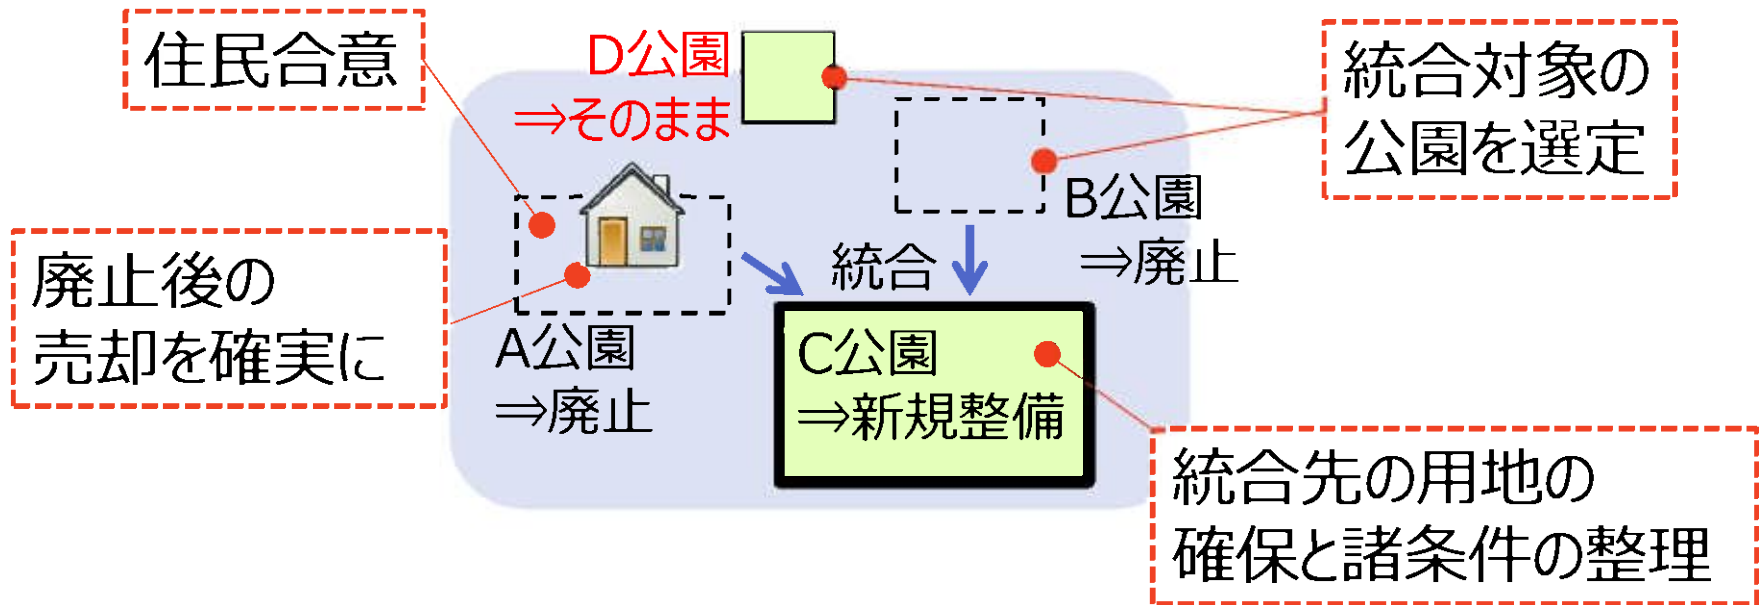 住民合意
D公園
⇒そのまま
統合対象の
公園を選定
B公園
⇒廃止
廃止後の
売却を確実に
統合
A公園
⇒廃止
C公園
⇒新規整備
統合先の用地の
確保と諸条件の整理